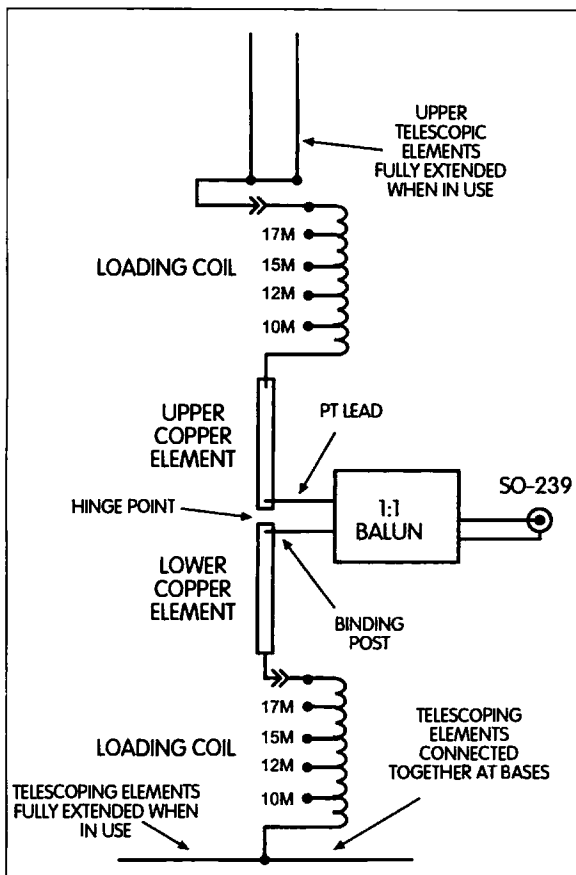 UPPER
TELESCOPIC
ELEMENTS
FULLY EXTENDED
WHEN IN USE
17M
LOADING COIL
15M
12M
10M
UPPER
COPPER
ELEMENT
PT LEAD
SO-239
HINGE POINT
1:1
BALUN
LOWER
COPPER
ELEMENT
BINDING
POST
17M
LOADING COIL
15M
12M
10M
TELESCOPING
ELEMENTS
CONNECTED
TOGETHER AT BASES
TELESCOPING ELEMENTS
FULLY EXTENDED WHEN
IN USE